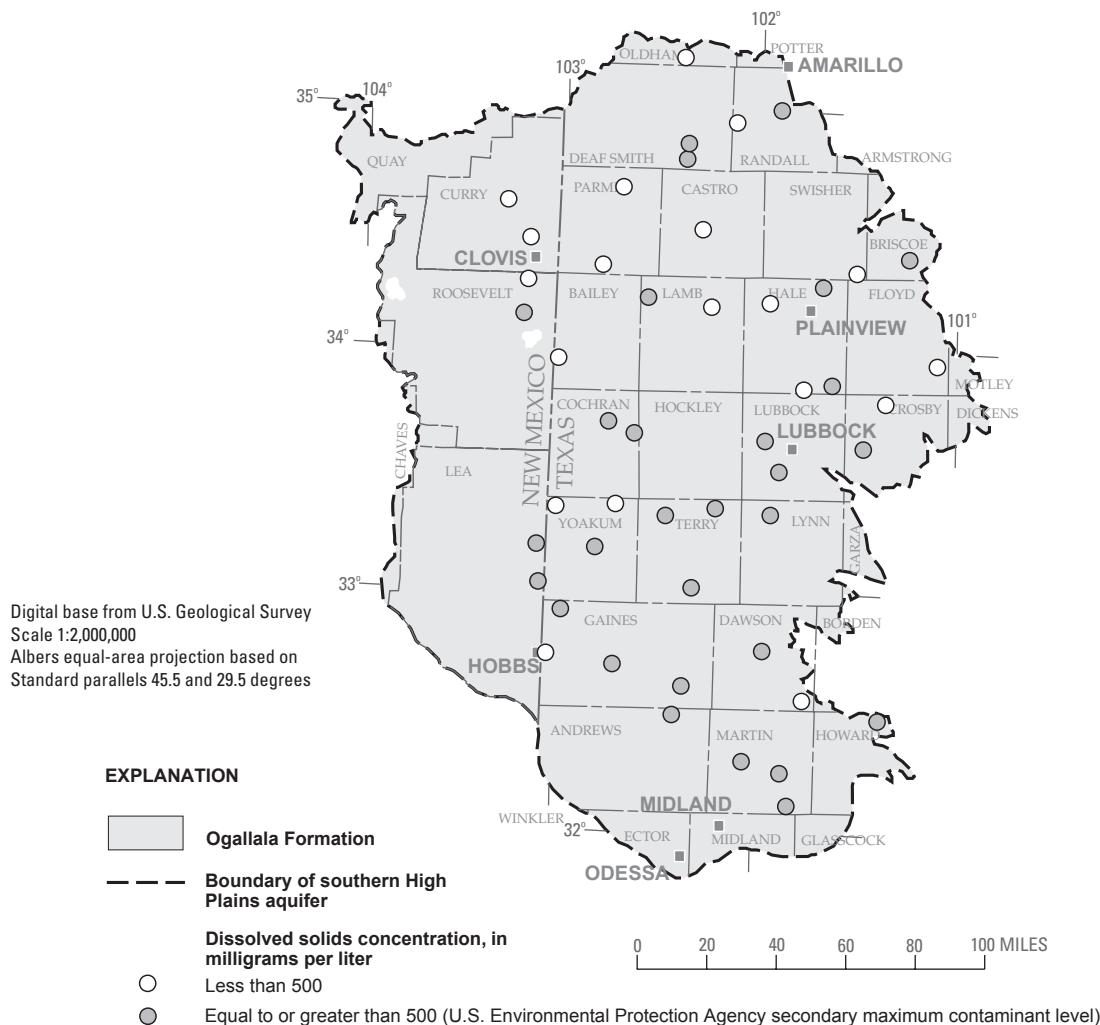 102°
POTTER
OLDHAM
AMARILLO
103°
104°
35°
QUAY
DEAF SMITH
RANDALL
ARMSTRONG
CURRY
CASTRO
SWISHER
BRISCOE
CLOVIS
ROOSEVELT
BAILEY
LAMB
HALE
FLOYD
PLAINVIEW
101°
34°
MOTLEY
COCHRAN
HOCKLEY
LUBBOCK
CROSBY
DICKENS
LUBBOCK
NEW MEXICO
TEXAS
CHAVES
LEA
YOAKUM
TERRY
LYNN
GARZA
33°
GAINES
DAWSON
BORDEN
HOBBS
ANDREWS
MARTIN
HOWARD
MIDLAND
WINKLER
32°
ECTOR
MIDLAND
GLASSCOCK
ODESSA
Digital base from U.S. Geological Survey
Scale 1:2,000,000
Albers equal-area projection based on
Standard parallels 45.5 and 29.5 degrees
EXPLANATION
Ogallala Formation
Boundary of southern High
Plains aquifer
Dissolved solids concentration, in
milligrams per liter
Less than 500
Equal to or greater than 500 (U.S. Environmental Protection Agency secondary maximum contaminant level)
0 20 40 60 80 100 MILES